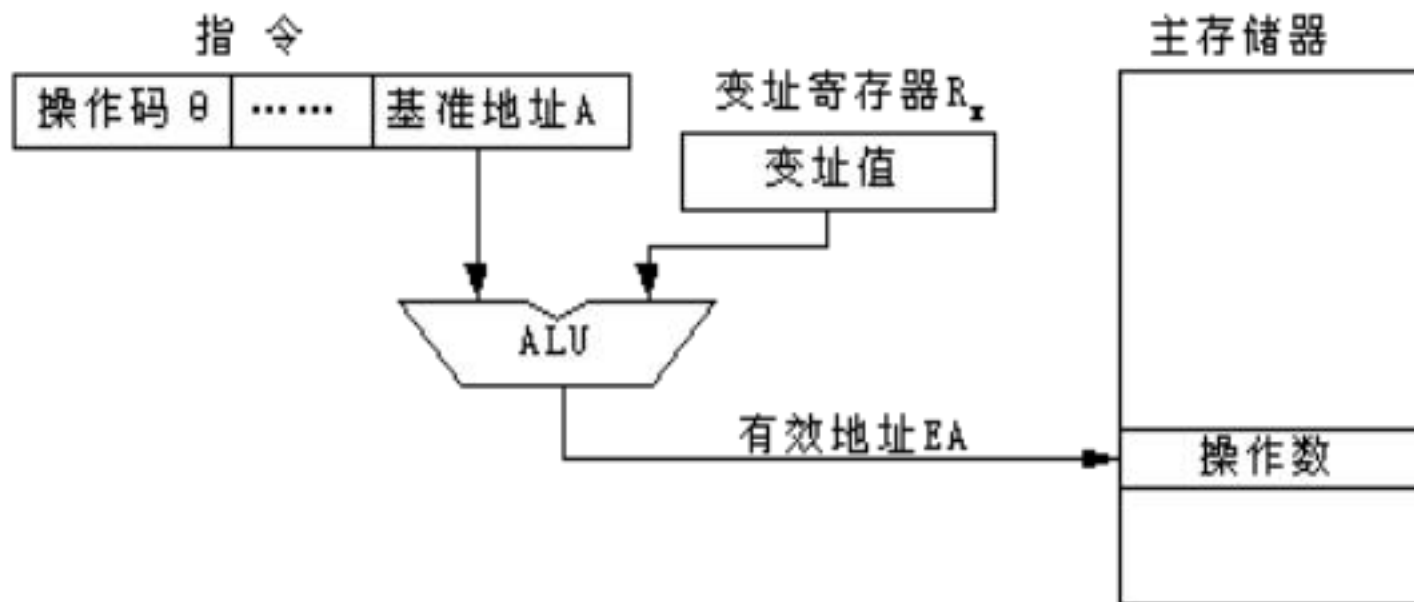 指 令
主存储器
操作码 θ …… 基准地址A
变址寄存器Rx
变址值
ALU
有效地址EA
操作数